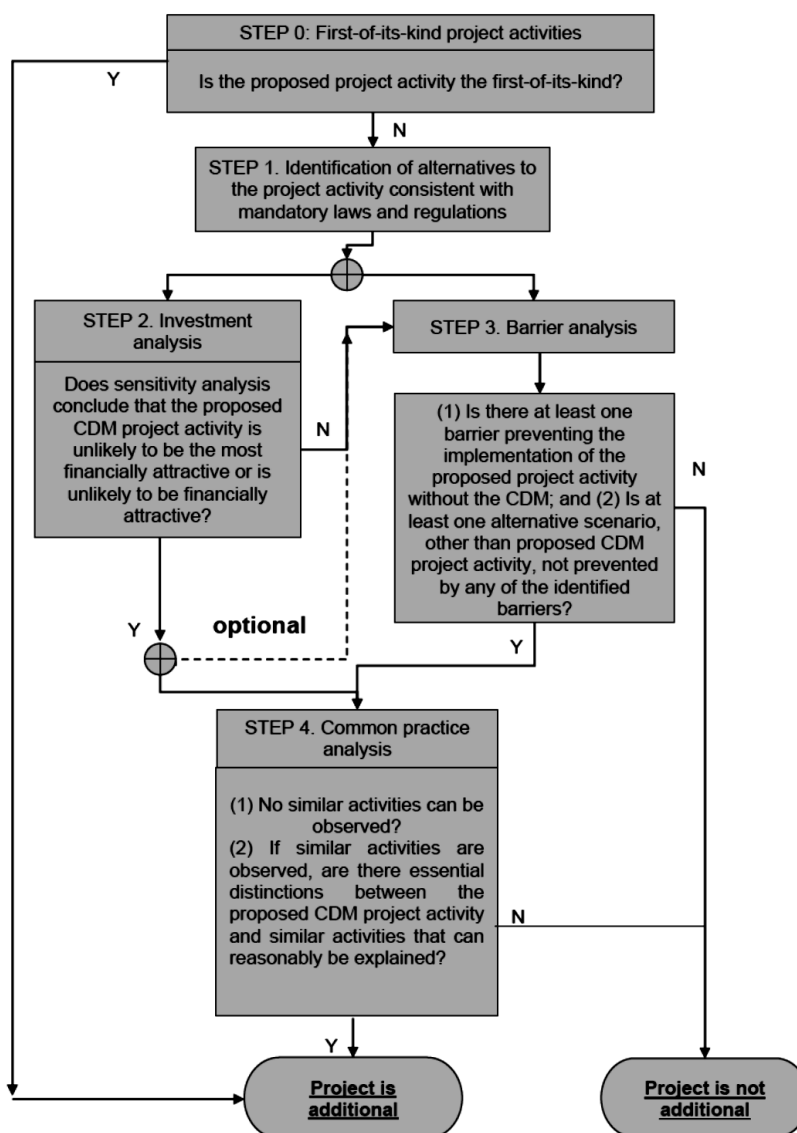 STEP 0: First-of-its-kind project activities
Is the proposed project activity the first-of-its-kind?
Y
N
STEP 1. Identification of alternatives to
the project activity consistent with
mandatory laws and regulations
STEP 2. Investment
analysis
Does sensitivity analysis
conclude that the proposed
CDM project activity is
unlikely to be the most
financially attractive or is
unlikely to be financially
attractive?
N
Y
optional
STEP 3. Barrier analysis
(1) Is there at least one
barrier preventing the
implementation of the
proposed project activity
without the CDM; and (2) Is at
least one alternative scenario,
other than proposed CDM
project activity, not prevented
by any of the identified
barriers?
N
Y
STEP 4. Common practice
analysis
(1) No similar activities can be
observed?
(2) If similar activities are
observed, are there essential
distinctions between the
proposed CDM project activity
and similar activities that can
reasonably be explained?
N
Y
Project is
additional
Project is not
additional